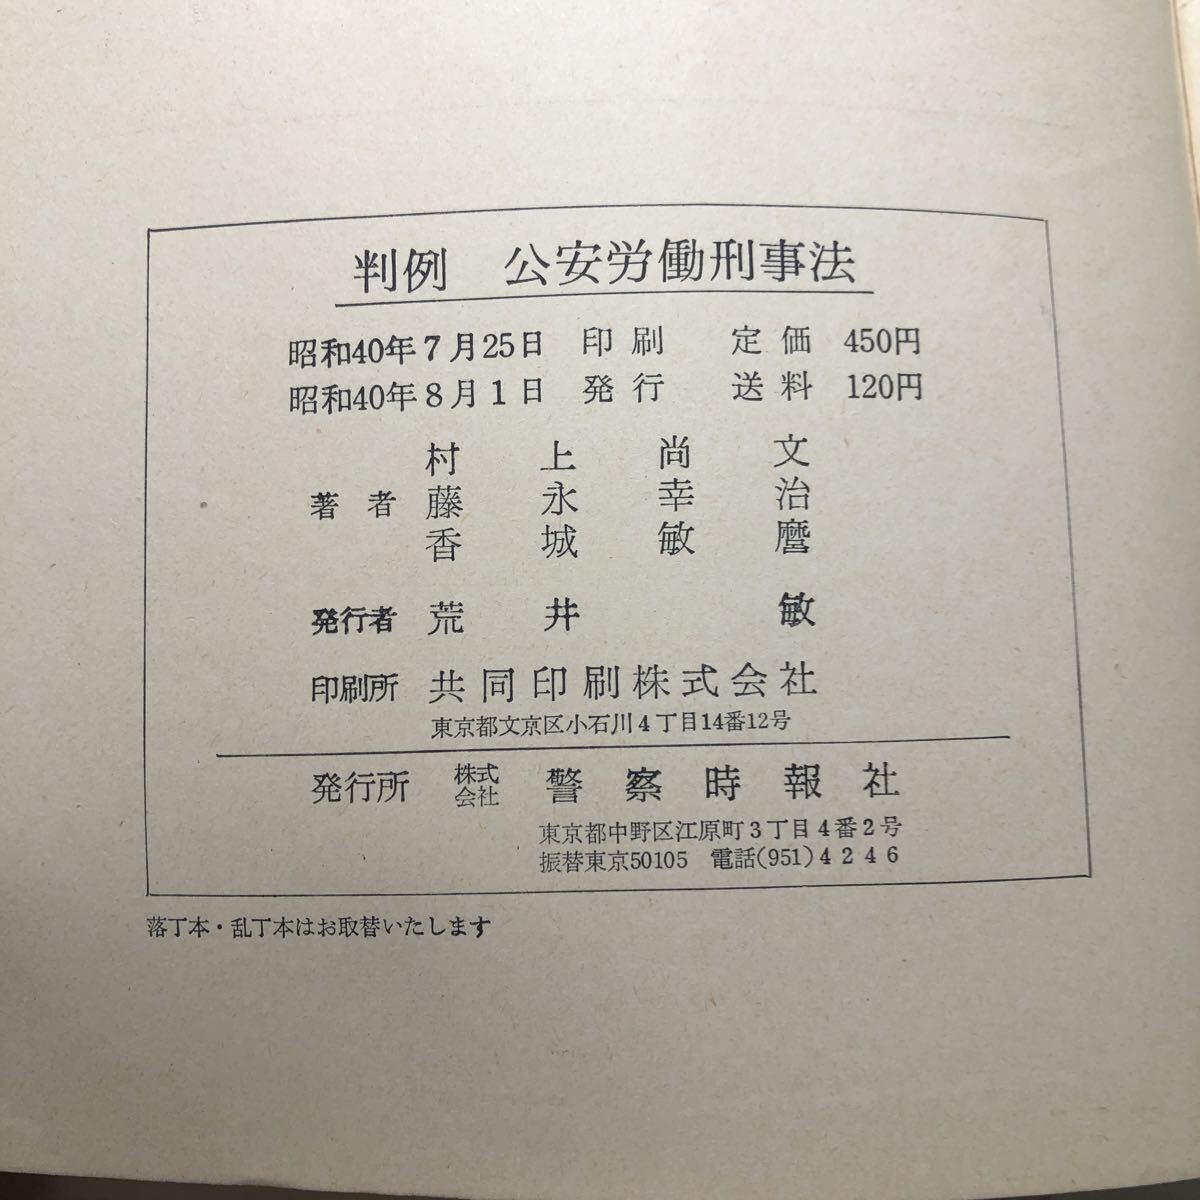 判例　公安労働刑事法
昭和40年7月25日　印刷　定価　450円
昭和40年8月1日　発行　送料　120円
村上尚文
著者　藤永幸治
香城敏麿
発行者　荒井敏
印刷所　共同印刷株式会社
東京都文京区小石川4丁目14番12号
発行所　株式会社　警察時報社
東京都中野区江原町3丁目4番2号
振替東京50105　電話(951)4246
落丁本・乱丁本はお取替いたします